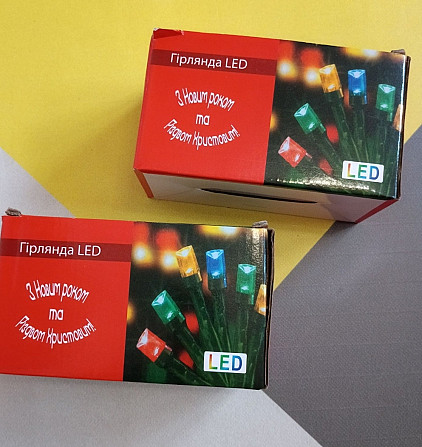 Гірлянда LED
З Новим роком
та
Різдвом Христовим!
LED
Гірлянда LED
З Новим роком
та
Різдвом Христовим!
LED